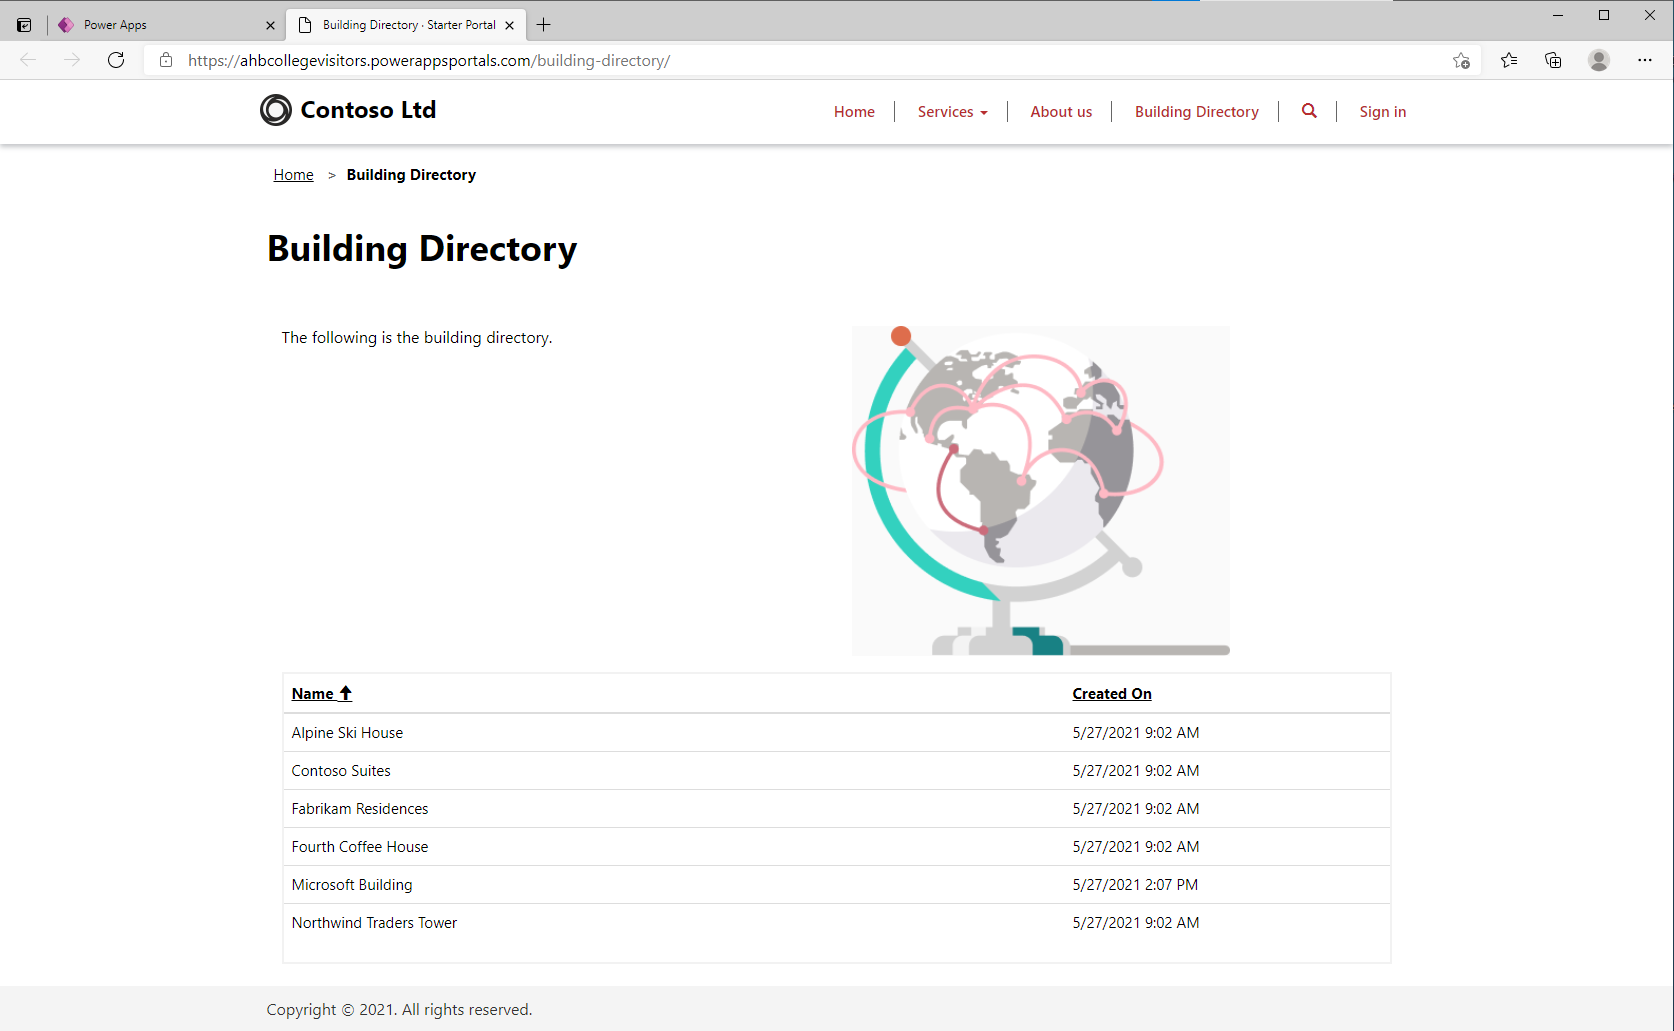 Power Apps
Building Directory · Starter Portal
https://ahbcollegevisitors.powerappsportals.com/building-directory/
Contoso Ltd
Home
Services
About us
Building Directory
Sign in
Home > Building Directory
Building Directory
The following is the building directory.
Name Created On
Alpine Ski House 5/27/2021 9:02 AM
Contoso Suites 5/27/2021 9:02 AM
Fabrikam Residences 5/27/2021 9:02 AM
Fourth Coffee House 5/27/2021 9:02 AM
Microsoft Building 5/27/2021 2:07 PM
Northwind Traders Tower 5/27/2021 9:02 AM
Copyright © 2021. All rights reserved.